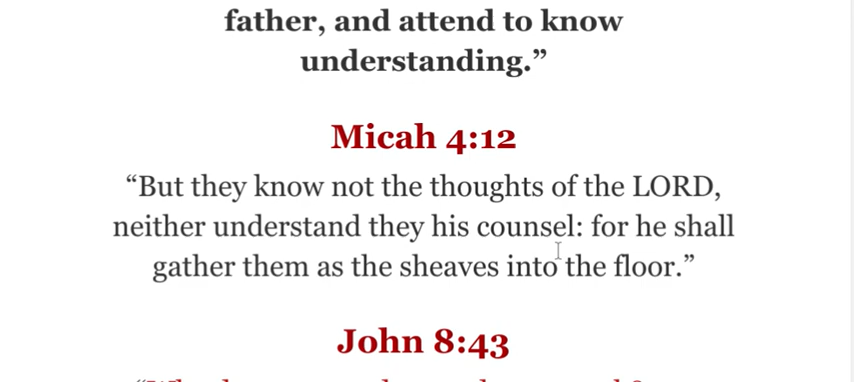 father, and attend to know
understanding.”
Micah 4:12
“But they know not the thoughts of the LORD,
neither understand they his counsel: for he shall
gather them as the sheaves into the floor.”
John 8:43